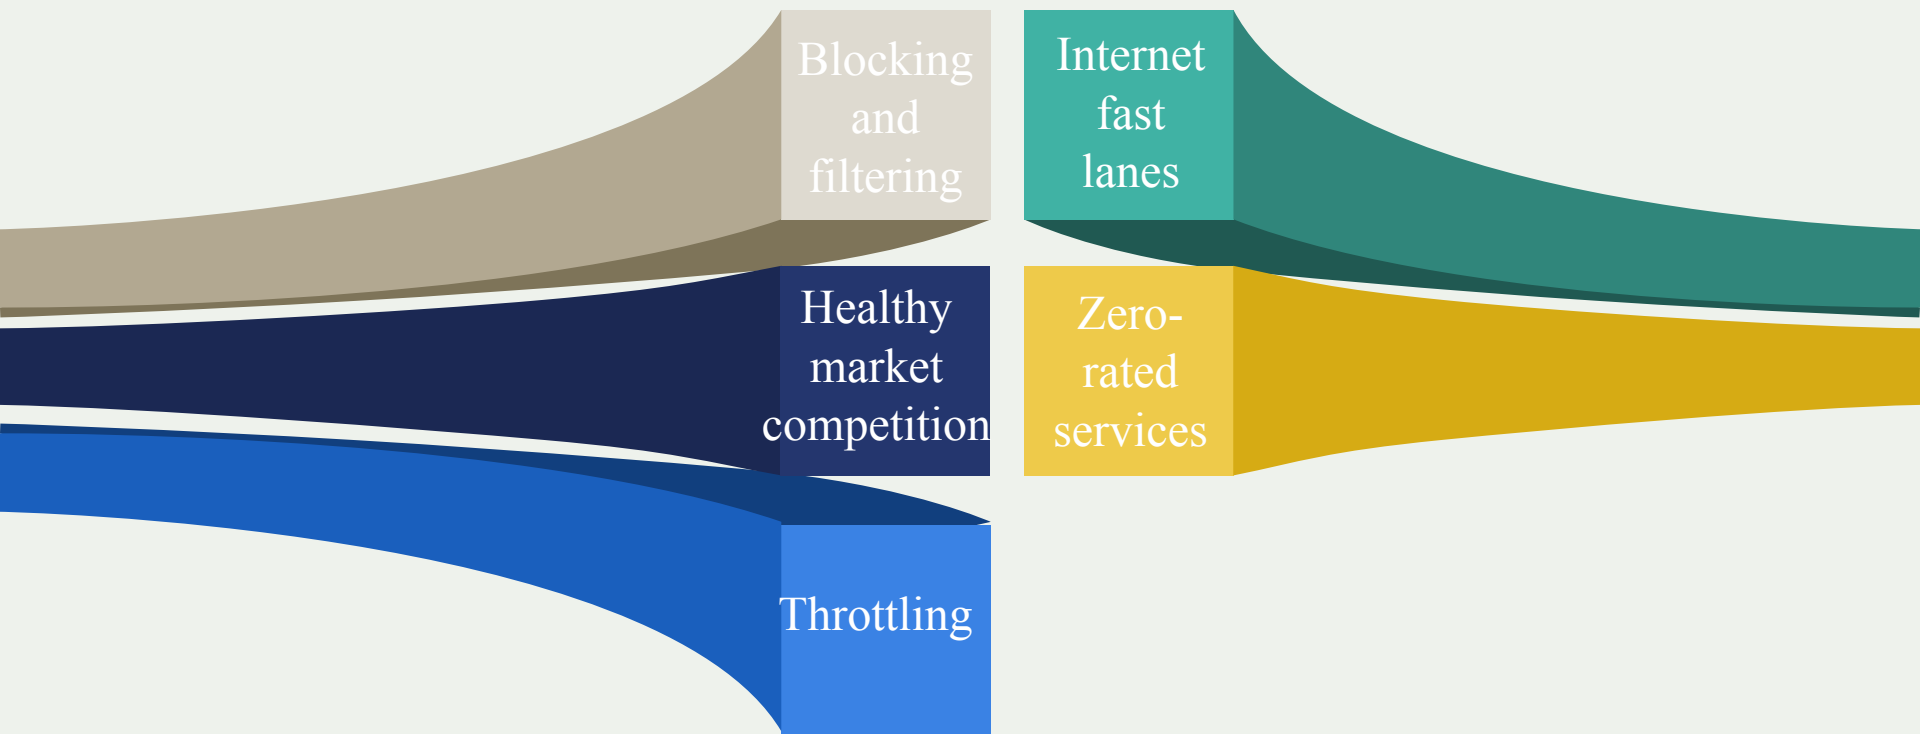 Blocking
and
filtering
Internet
fast
lanes
Healthy
market
competition
Zero-
rated
services
Throttling